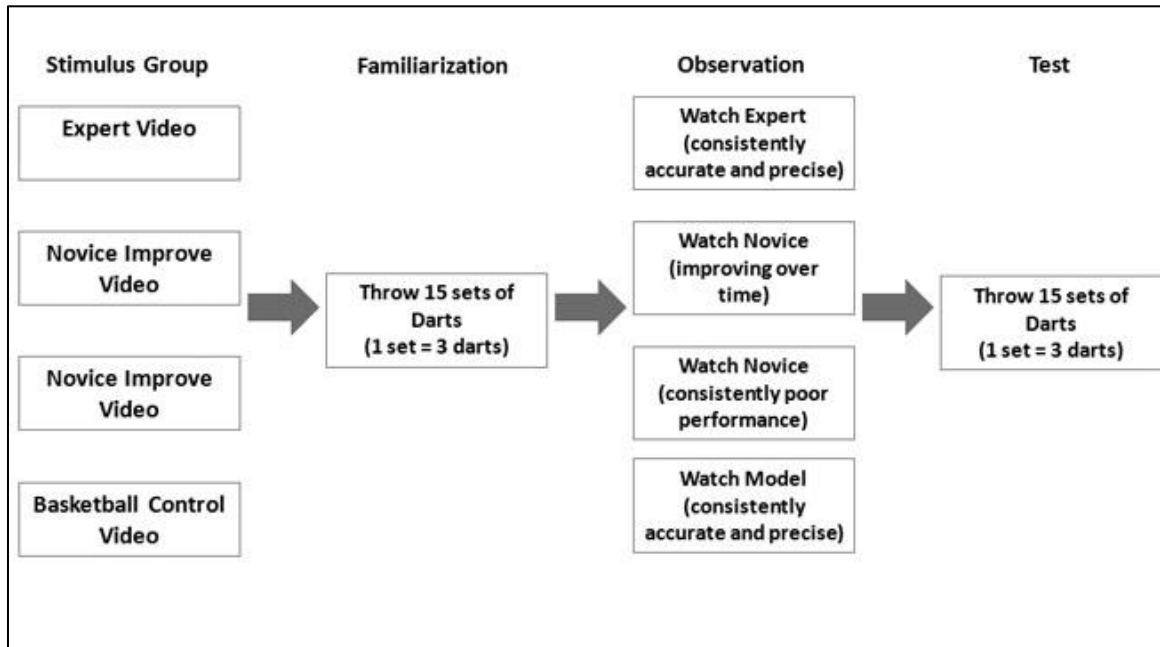 Stimulus Group
Familiarization
Observation
Test
Expert Video
Novice Improve
Video
Novice Improve
Video
Basketball Control
Video
Throw 15 sets of
Darts
(1 set = 3 darts)
Watch Expert
(consistently
accurate and precise)
Watch Novice
(improving over
time)
Watch Novice
(consistently poor
performance)
Watch Model
(consistently
accurate and precise)
Throw 15 sets of
Darts
(1 set = 3 darts)